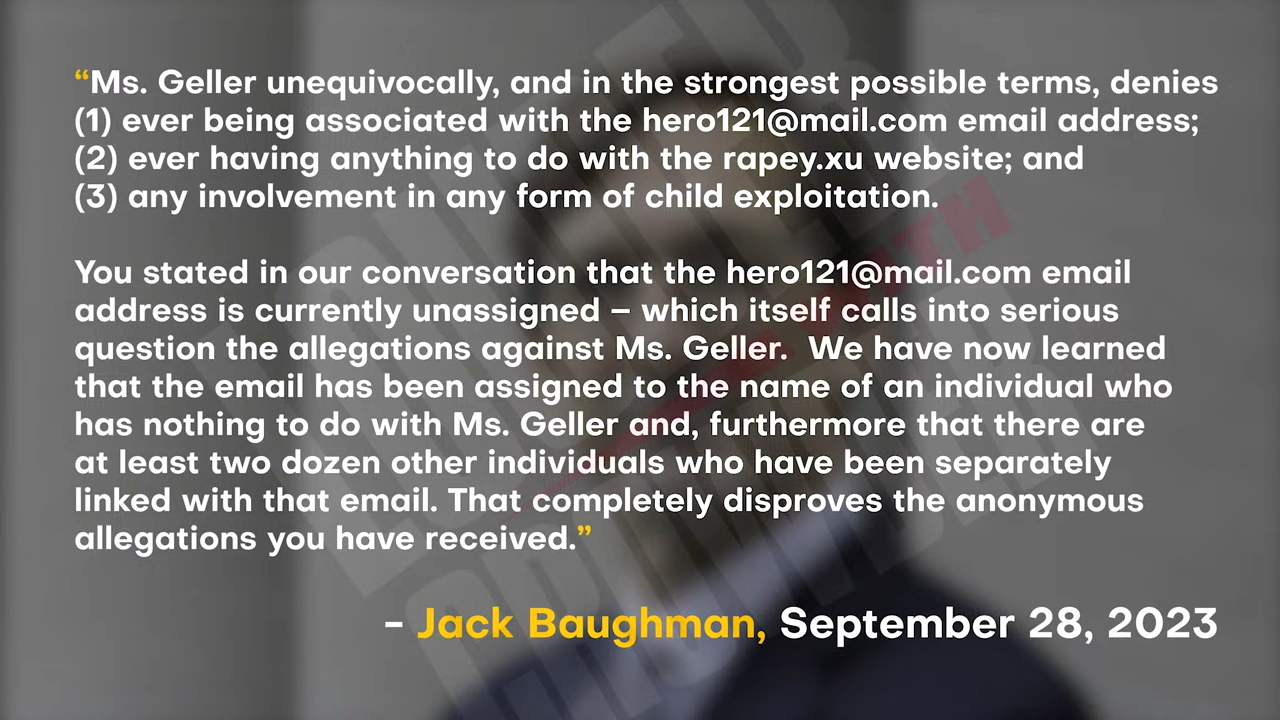 “Ms. Geller unequivocally, and in the strongest possible terms, denies
(1) ever being associated with the hero121@mail.com email address;
(2) ever having anything to do with the rapey.xu website; and
(3) any involvement in any form of child exploitation.
You stated in our conversation that the hero121@mail.com email
address is currently unassigned – which itself calls into serious
question the allegations against Ms. Geller.  We have now learned
that the email has been assigned to the name of an individual who
has nothing to do with Ms. Geller and, furthermore that there are
at least two dozen other individuals who have been separately
linked with that email. That completely disproves the anonymous
allegations you have received.”
– Jack Baughman, September 28, 2023